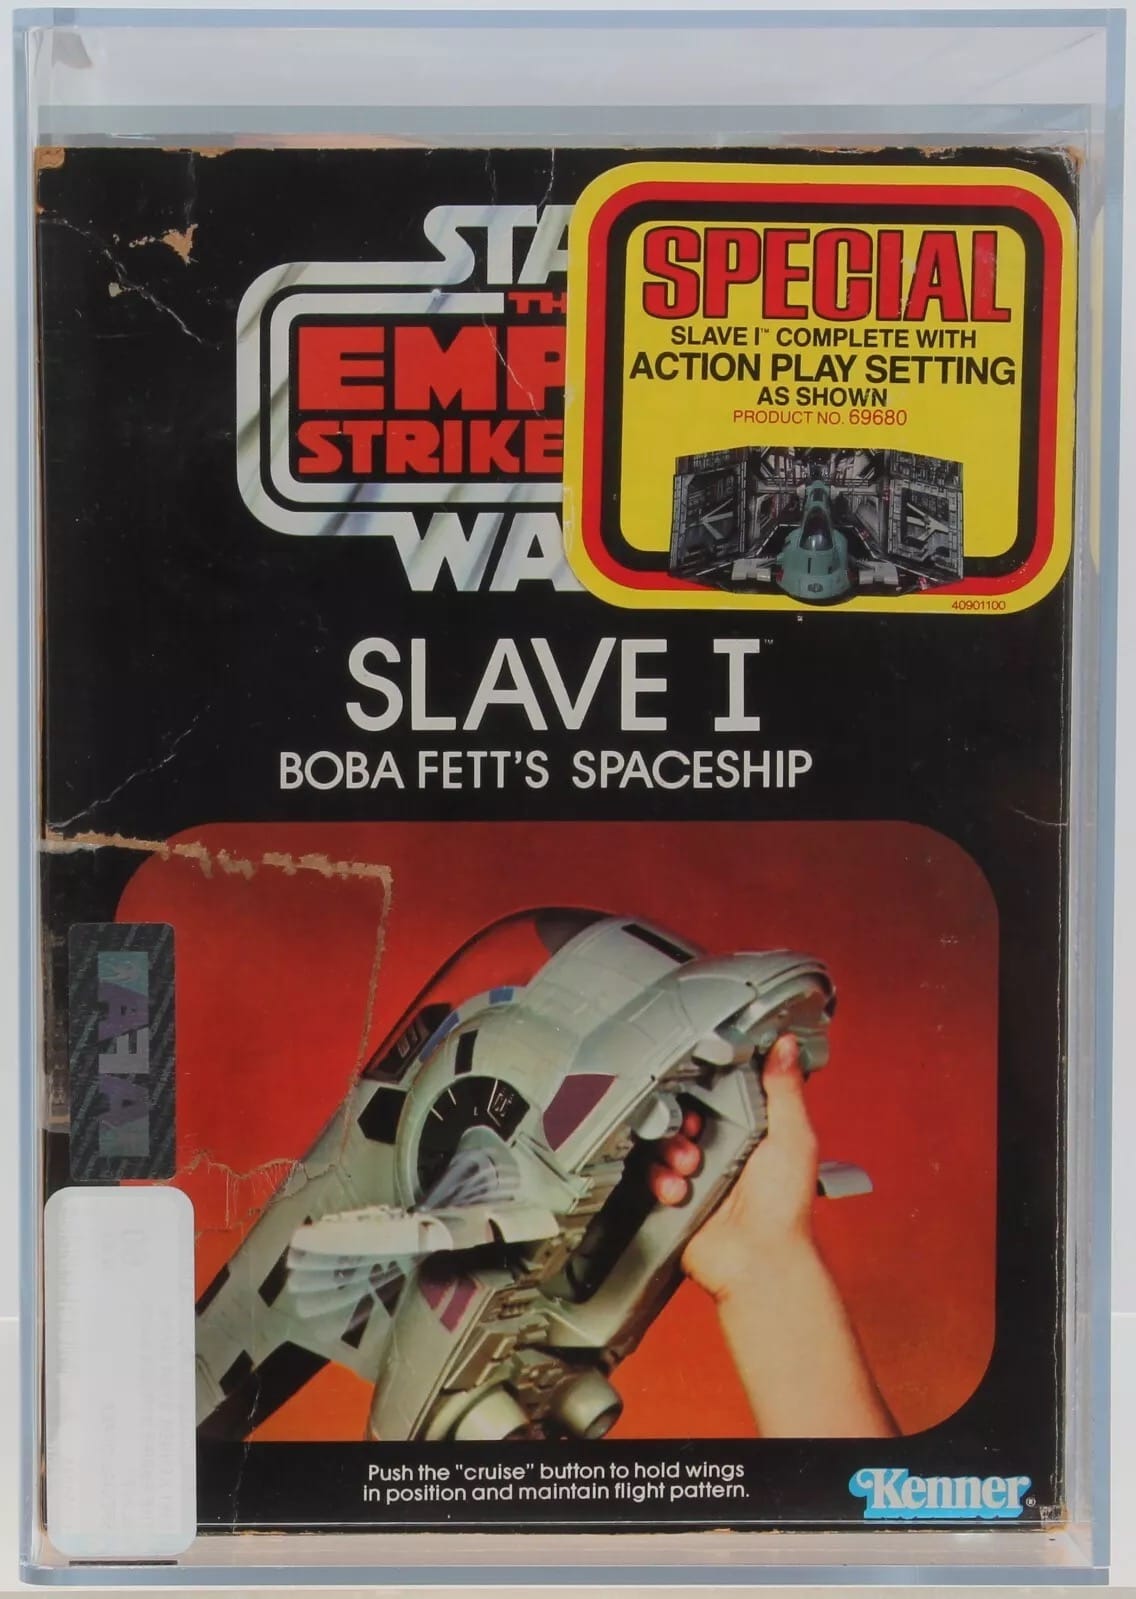 STA
TH
EMP
STRIKE
WA
SPECIAL
SLAVE I™ COMPLETE WITH
ACTION PLAY SETTING
AS SHOWN
PRODUCT NO. 69680
40901100
SLAVE I™
BOBA FETT'S SPACESHIP
AFA
Push the "cruise" button to hold wings
in position and maintain flight pattern.
Kenner®